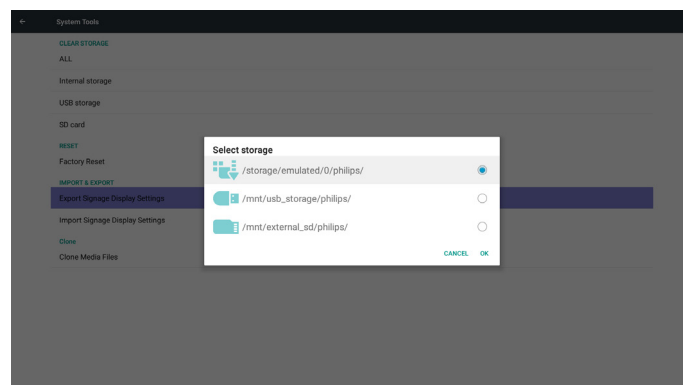 System Tools
CLEAR STORAGE
ALL
Internal storage
USB storage
SD card
RESET
Factory Reset
IMPORT & EXPORT
Export Signage Display Settings
Import Signage Display Settings
Clone
Clone Media Files
Select storage
/storage/emulated/0/philips/
/mnt/usb_storage/philips/
/mnt/external_sd/philips/
CANCEL OK